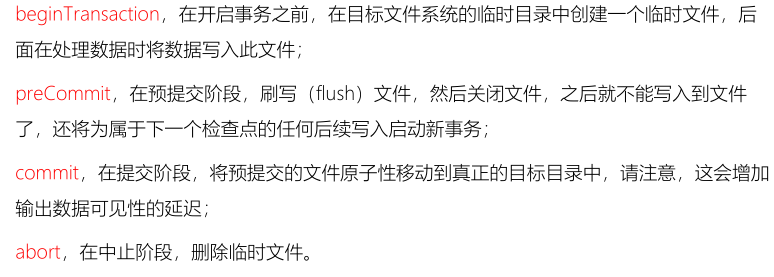 beginTransaction，在开启事务之前，在目标文件系统的临时目录中创建一个临时文件，后
面在处理数据时将数据写入此文件；
preCommit，在预提交阶段，刷写（flush）文件，然后关闭文件，之后就不能写入到文件
了，还将为属于下一个检查点的任何后续写入启动新事务；
commit，在提交阶段，将预提交的文件原子性移动到真正的目标目录中，请注意，这会增加
输出数据可见性的延迟；
abort，在中止阶段，删除临时文件。